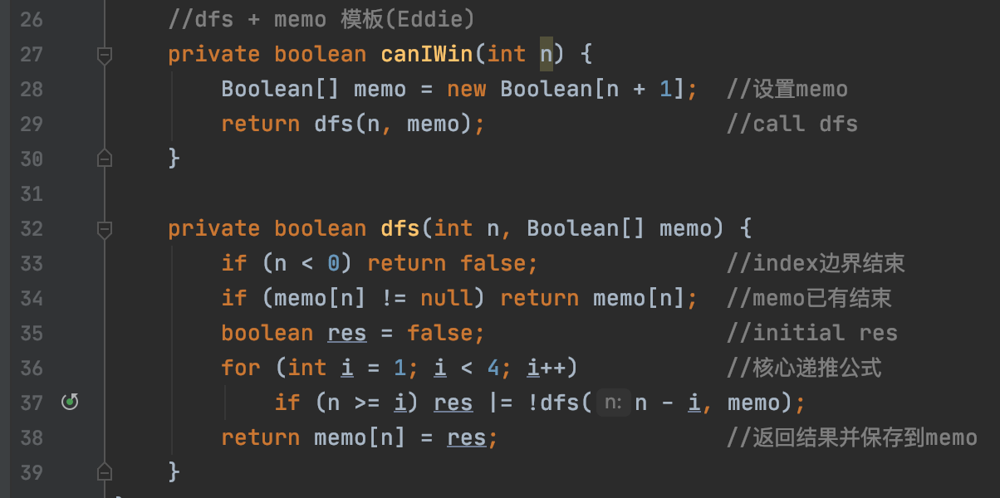 26 //dfs + memo 模板(Eddie)
27 private boolean canIWin(int n) {
28 Boolean[] memo = new Boolean[n + 1]; //设置memo
29 return dfs(n, memo); //call dfs
30 }
31
32 private boolean dfs(int n, Boolean[] memo) {
33 if (n < 0) return false; //index边界结束
34 if (memo[n] != null) return memo[n]; //memo已有结束
35 boolean res = false; //initial res
36 for (int i = 1; i < 4; i++) //核心递推公式
37 if (n >= i) res |= !dfs( n: n - i, memo);
38 return memo[n] = res; //返回结果并保存到memo
39 }